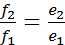 f₂/f₁ = e₂/e₁